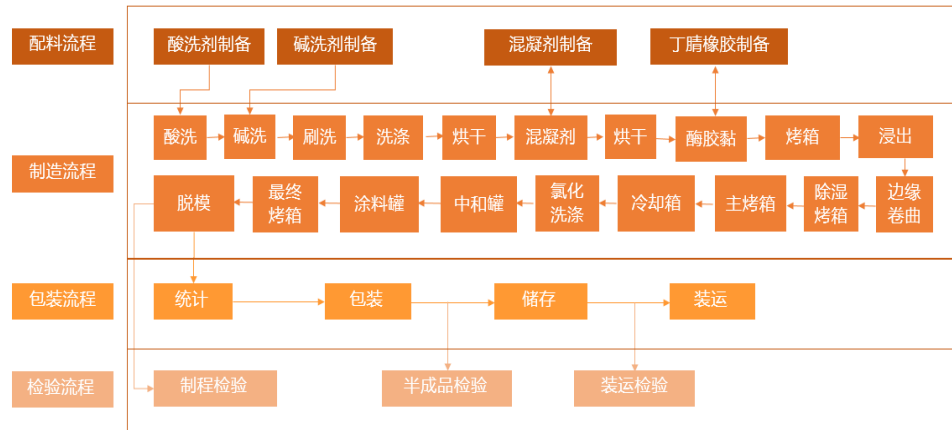 配料流程
酸洗剂制备
碱洗剂制备
混凝剂制备
丁腈橡胶制备
制造流程
酸洗
碱洗
刷洗
洗涤
烘干
混凝剂
烘干
酶胶黏
烤箱
浸出
脱模
最终
烤箱
涂料罐
中和罐
氯化
洗涤
冷却箱
主烤箱
除湿
烤箱
边缘
卷曲
包装流程
统计
包装
储存
装运
检验流程
制程检验
半成品检验
装运检验